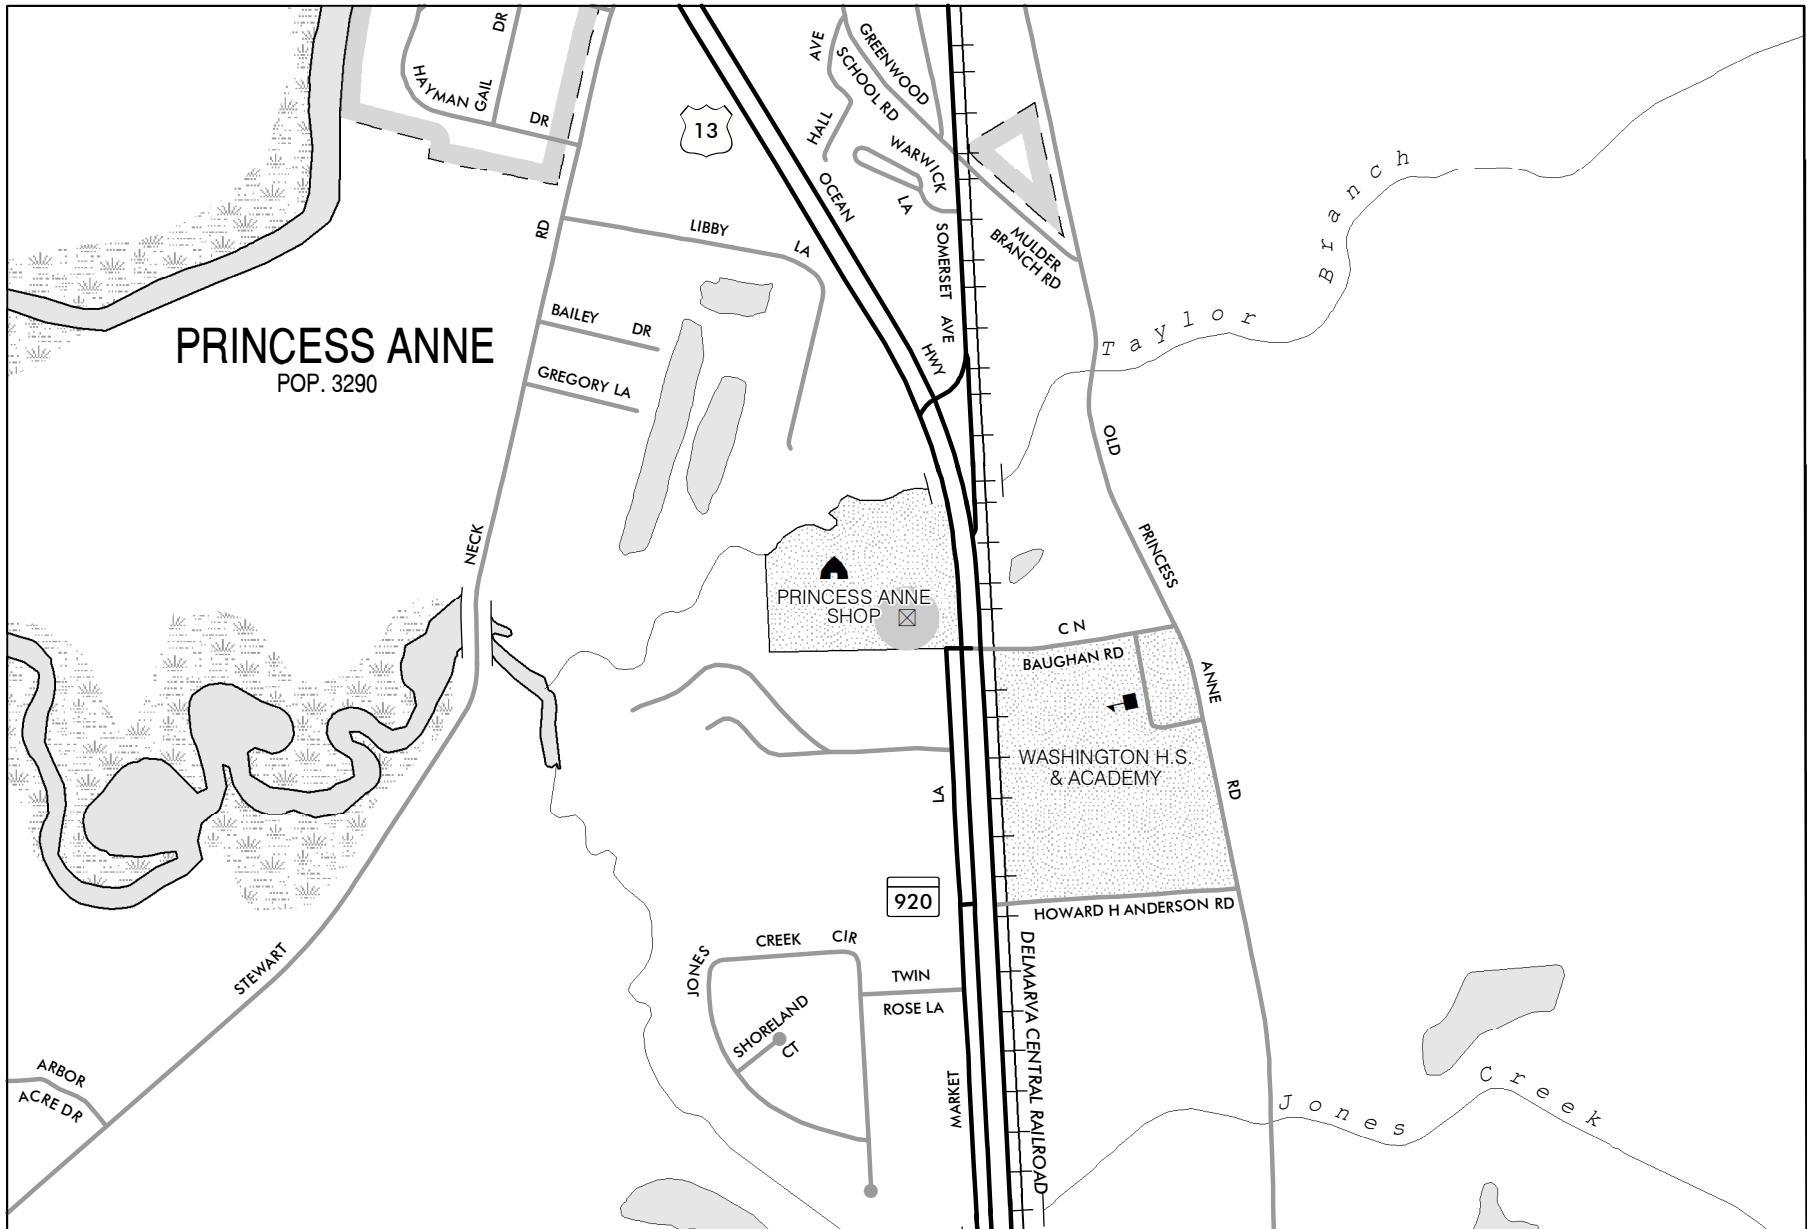 DR
HAYMAN
GAIL
DR
13
AVE
HALL
GREENWOOD
SCHOOL RD
WARWICK
LA
OCEAN
HWY
SOMERSET AVE
MULDER
BRANCH RD
Taylor Branch
RD
LIBBY LA
BAILEY DR
GREGORY LA
PRINCESS ANNE
POP. 3290
NECK
OLD
PRINCESS
ANNE
RD
PRINCESS ANNE
SHOP
C N
BAUGHAN RD
WASHINGTON H.S.
& ACADEMY
LA
920
HOWARD H ANDERSON RD
STEWART
JONES
CREEK CIR
TWIN
ROSE LA
SHORELAND
CT
DELMARVA CENTRAL RAILROAD
MARKET
ARBOR
ACRE DR
Jones Creek